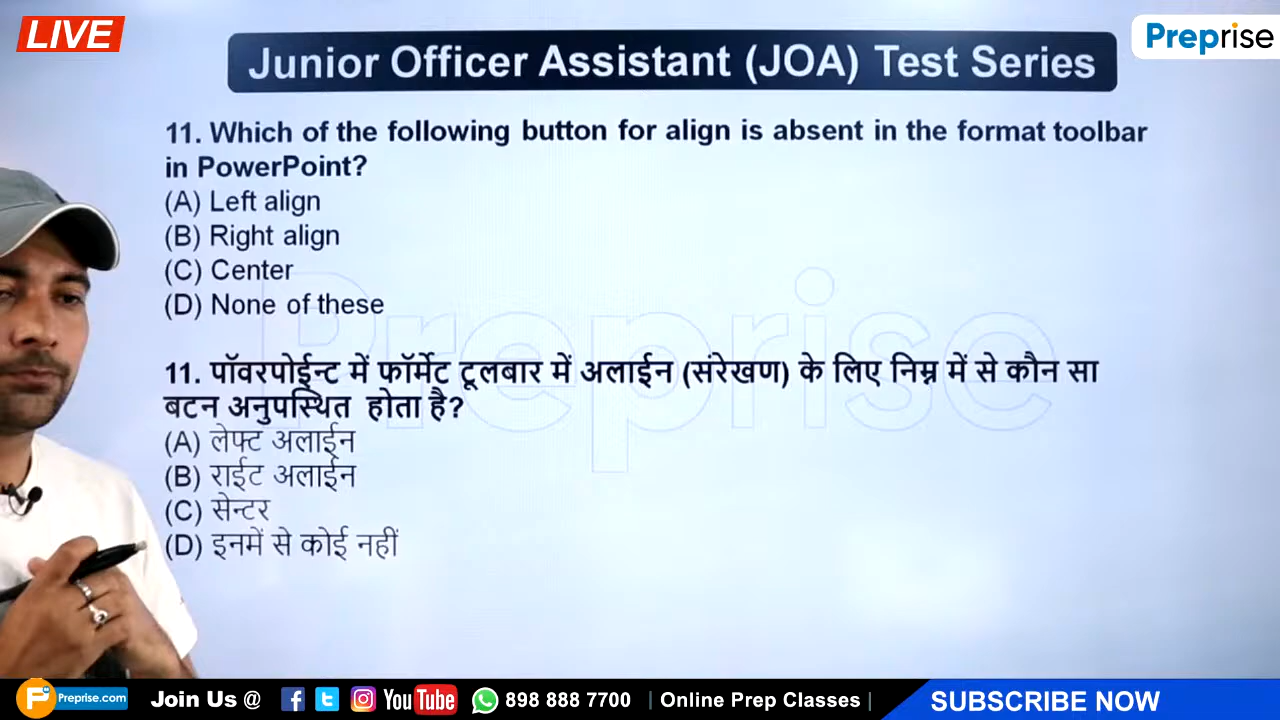 LIVE
Preprise
Junior Officer Assistant (JOA) Test Series
11. Which of the following button for align is absent in the format toolbar
in PowerPoint?
(A) Left align
(B) Right align
(C) Center
(D) None of these
Preprise
11. पॉवरपोईन्ट में फॉर्मेट टूलबार में अलाईन (संरेखण) के लिए निम्न में से कौन सा
बटन अनुपस्थित होता है?
(A) लेफ्ट अलाईन
(B) राईट अलाईन
(C) सेन्टर
(D) इनमें से कोई नहीं
Preprise.com Join Us @ YouTube 898 888 7700 | Online Prep Classes | SUBSCRIBE NOW